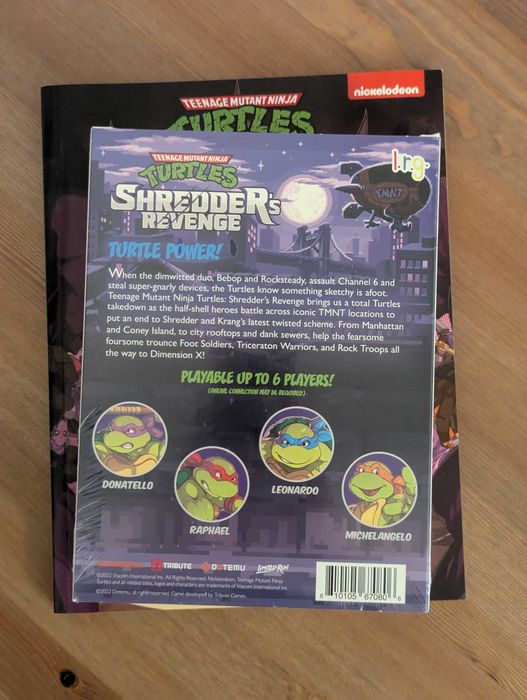 nickelodeon
TEENAGE MUTANT NINJA
TURTLES
TEENAGE MUTANT NINJA
TURTLES
l.r.g.
TMNT
SHREDDER'S
REVENGE
TURTLE POWER!
When the dimwitted duo, Bebop and Rocksteady, assault Channel 6 and
steal super-gnarly devices, the Turtles know something sketchy is afoot.
Teenage Mutant Ninja Turtles: Shredder's Revenge brings us a total Turtles
takedown as the half-shell heroes battle across iconic TMNT locations to
put an end to Shredder and Krang's latest twisted scheme. From Manhattan
and Coney Island, to city rooftops and dank sewers, help the fearsome
foursome trounce Foot Soldiers, Triceraton Warriors, and Rock Troops all
the way to Dimension X!
PLAYABLE UP TO 6 PLAYERS!
(ONLINE CONNECTION MAY BE REQUIRED)
DONATELLO
RAPHAEL
LEONARDO
MICHELANGELO
TRIBUTE DOTEMU LIMITED RUN
©2022 Viacom International Inc. All Rights Reserved. Nickelodeon, Teenage Mutant Ninja
Turtles and all related titles, logos and characters are trademarks of Viacom International Inc.
©2022 Dotemu, all rights reserved. Game developed by Tribute Games.
8 10105 67080 6